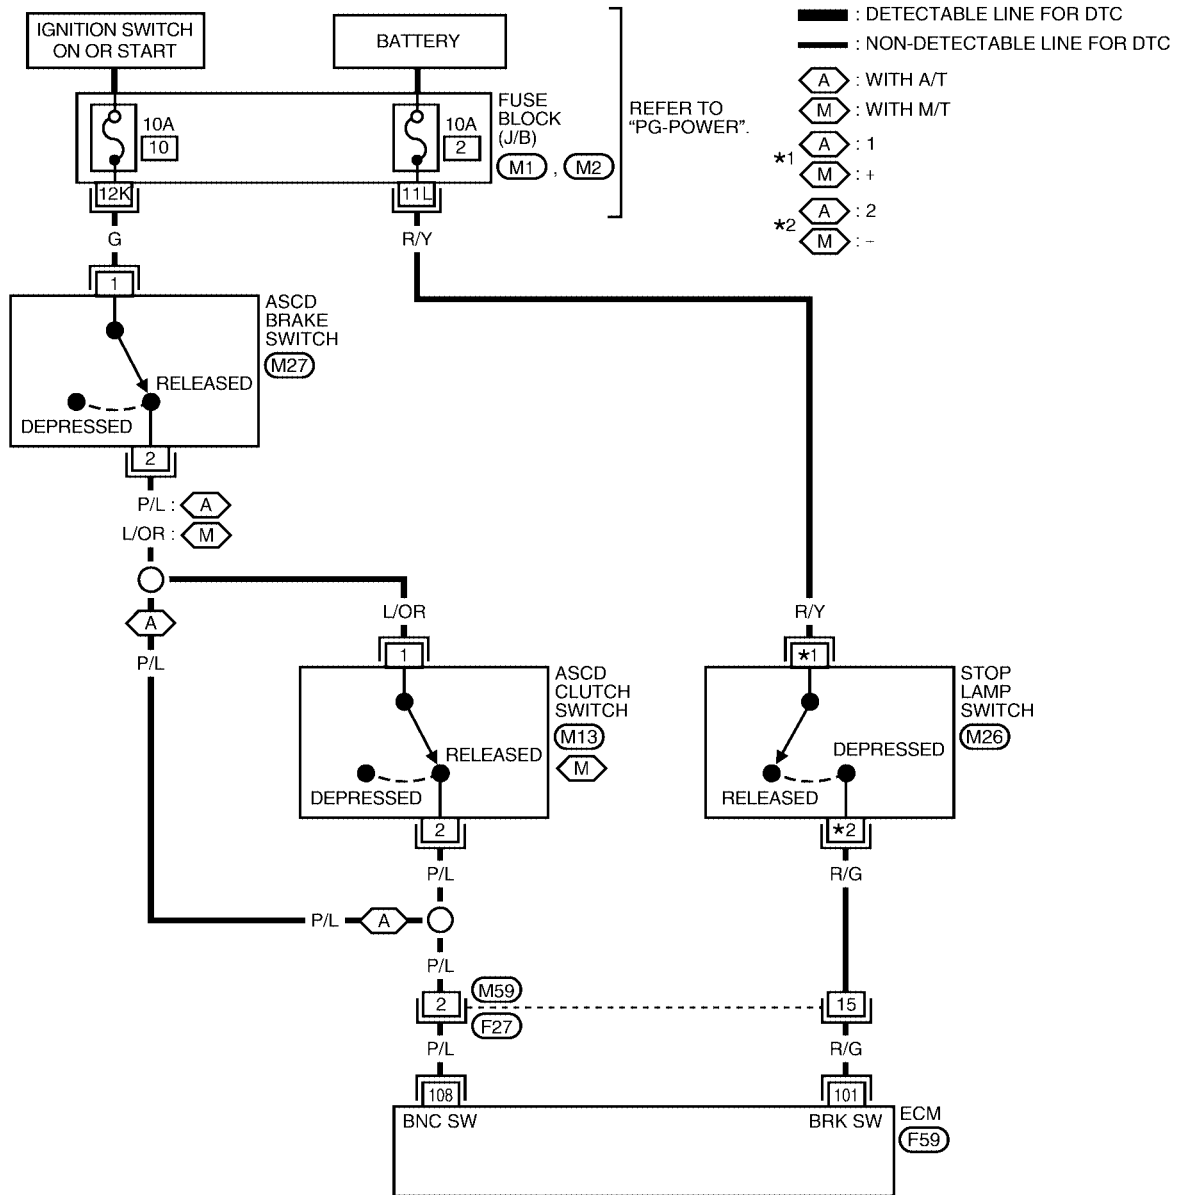 IGNITION SWITCH
ON OR START
BATTERY
: DETECTABLE LINE FOR DTC
: NON-DETECTABLE LINE FOR DTC
A : WITH A/T
M : WITH M/T
*1 A : 1
M : +
*2 A : 2
M : -
10A
10
10A
2
FUSE
BLOCK
(J/B)
M1 , M2
REFER TO
"PG-POWER".
12K
11L
G
R/Y
1
ASCD
BRAKE
SWITCH
M27
RELEASED
DEPRESSED
2
P/L : A
L/OR : M
A
P/L
L/OR
R/Y
1
ASCD
CLUTCH
SWITCH
M13
M
RELEASED
DEPRESSED
2
*1
STOP
LAMP
SWITCH
M26
DEPRESSED
RELEASED
*2
P/L
R/G
P/L A
P/L
2
M59
F27
15
P/L
R/G
108
101
BNC SW
BRK SW
ECM
F59